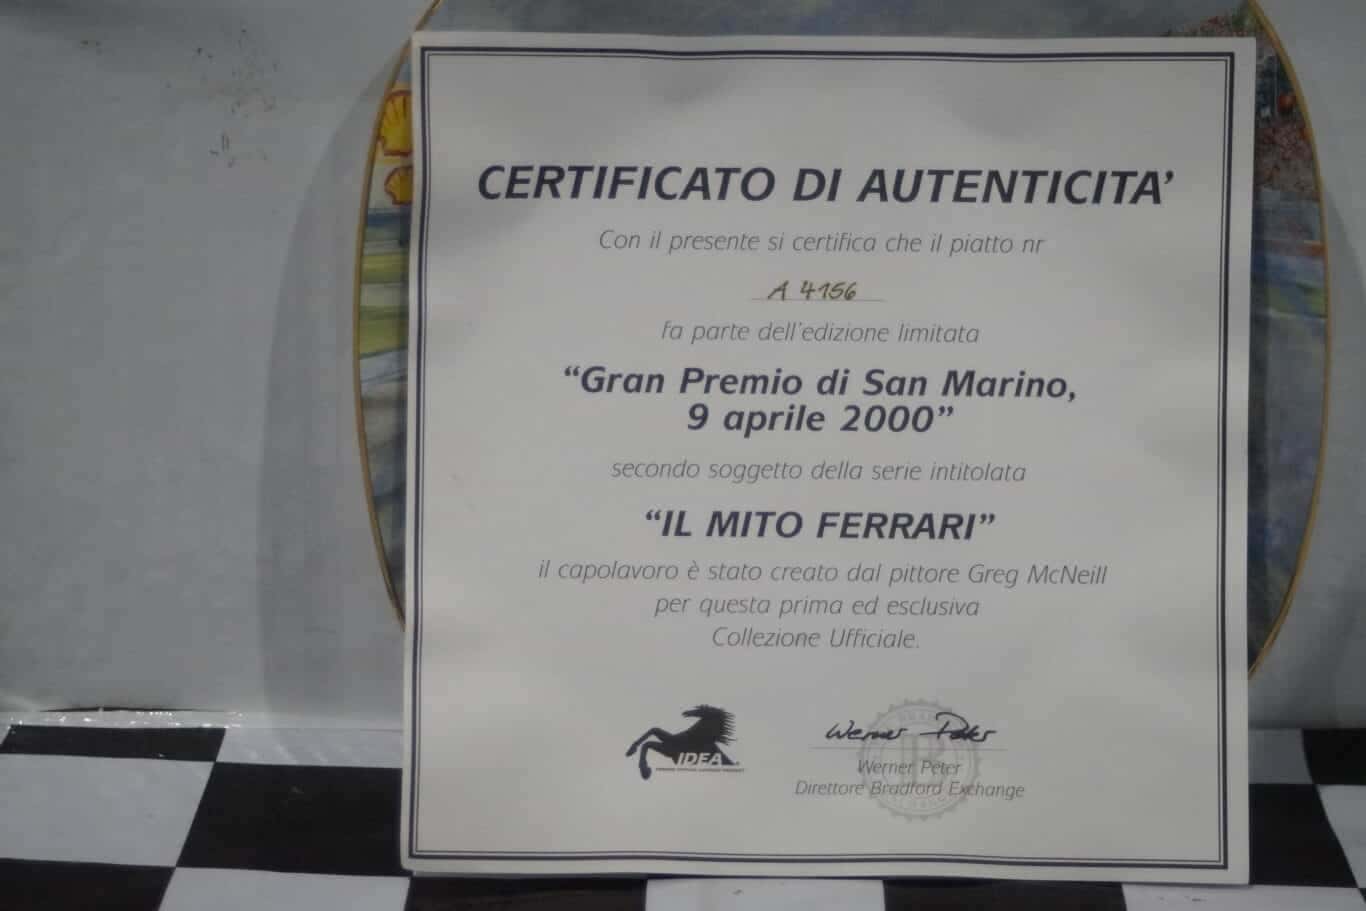 CERTIFICATO DI AUTENTICITA’
Con il presente si certifica che il piatto nr
A 4156
fa parte dell’edizione limitata
“Gran Premio di San Marino,
9 aprile 2000”
secondo soggetto della serie intitolata
“IL MITO FERRARI”
il capolavoro è stato creato dal pittore Greg McNeill
per questa prima ed esclusiva
Collezione Ufficiale.
IDEA
Werner Peter
Werner Peter
Direttore Bradford Exchange